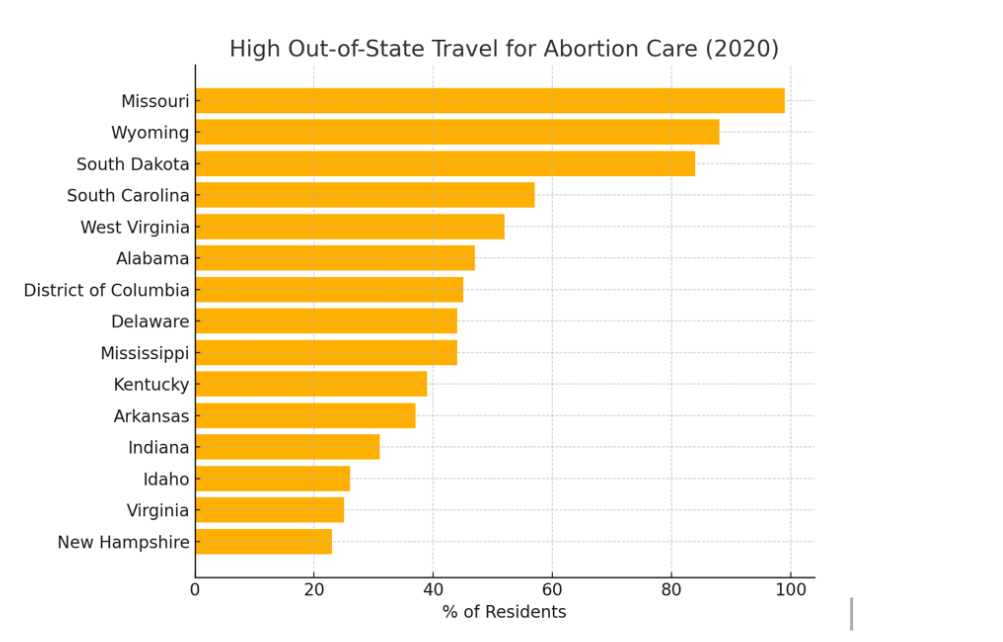 High Out-of-State Travel for Abortion Care (2020)
Missouri
Wyoming
South Dakota
South Carolina
West Virginia
Alabama
District of Columbia
Delaware
Mississippi
Kentucky
Arkansas
Indiana
Idaho
Virginia
New Hampshire
0 20 40 60 80 100
% of Residents